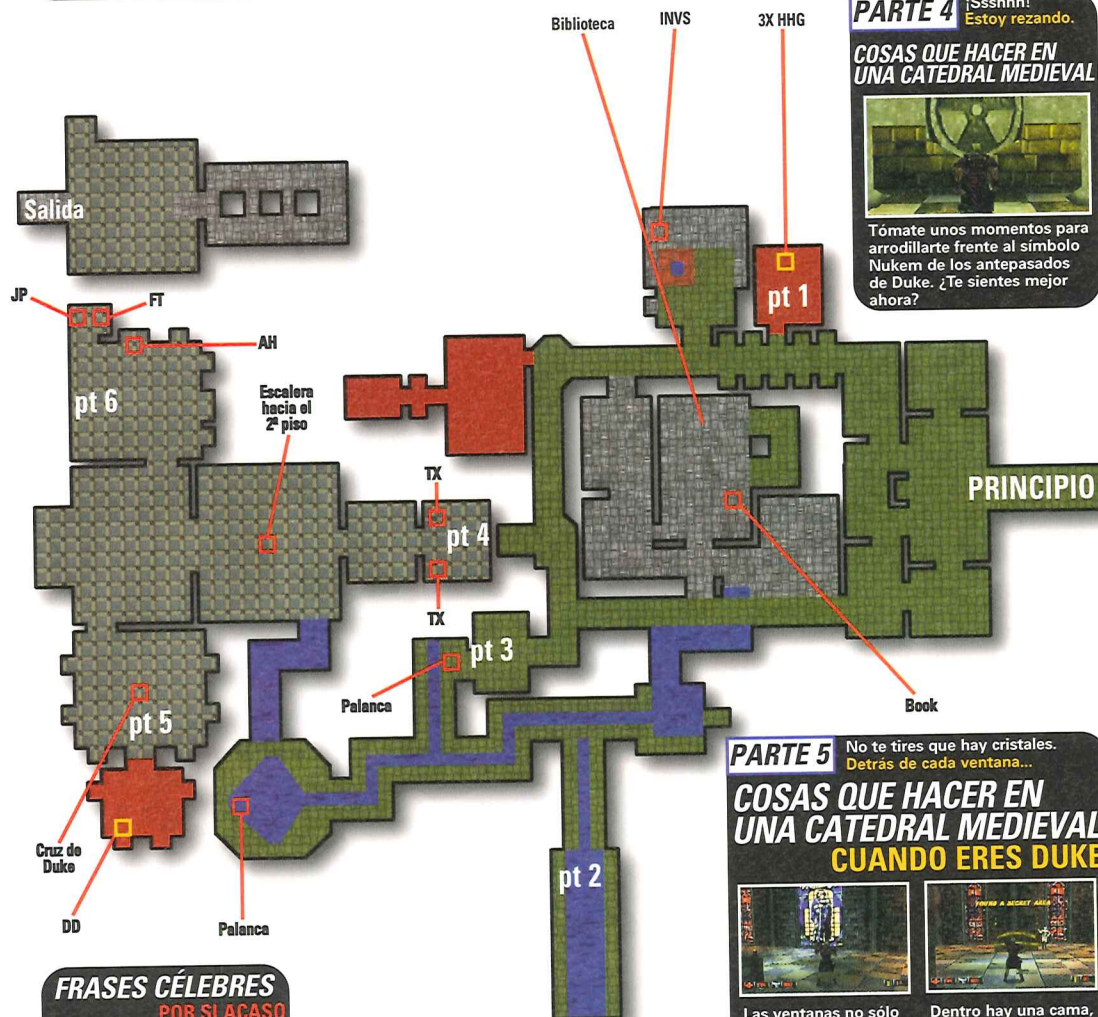 Biblioteca
INVS
3X HHG
PARTE 4
¡Ssshhh!
Estoy rezando.
COSAS QUE HACER EN
UNA CATEDRAL MEDIEVAL
Tómate unos momentos para
arrodillarte frente al símbolo
Nukem de los antepasados
de Duke. ¿Te sientes mejor
ahora?
Salida
JP
FT
AH
pt 1
pt 6
Escalera
hacia el
2º piso
TX
pt 4
TX
PRINCIPIO
pt 3
Palanca
Book
pt 5
Cruz de
Duke
DD
Palanca
pt 2
PARTE 5
No te tires que hay cristales.
Detrás de cada ventana...
COSAS QUE HACER EN
UNA CATEDRAL MEDIEVAL
CUANDO ERES DUKE
FOUND A SECRET AREA
Las ventanas no sólo
Dentro hay una cama,
FRASES CÉLEBRES
POR SI ACASO